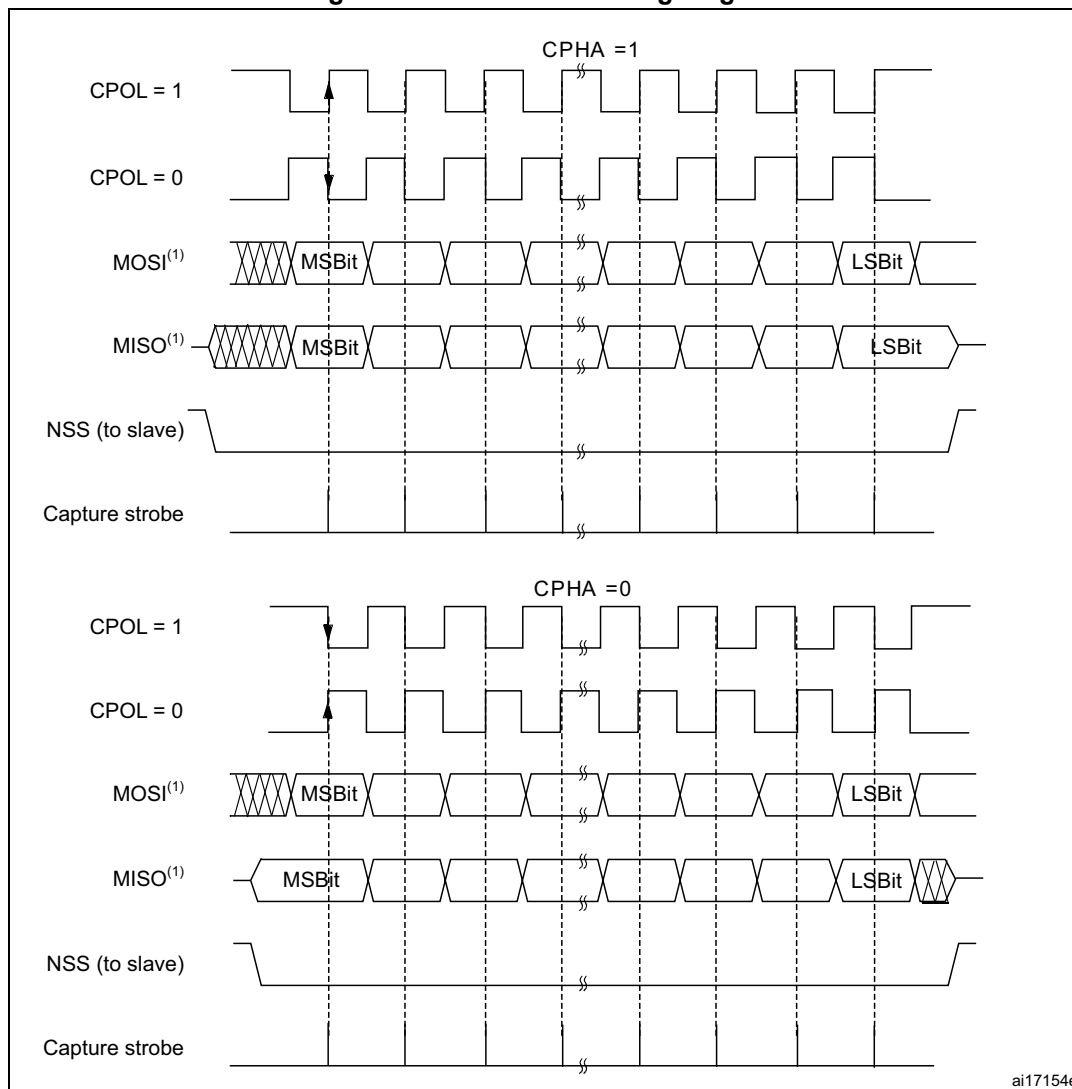 CPHA =1
CPOL = 1
CPOL = 0
MOSI(1)
MSBit
LSBit
MISO(1)
MSBit
LSBit
NSS (to slave)
Capture strobe
CPHA =0
CPOL = 1
CPOL = 0
MOSI(1)
MSBit
LSBit
MISO(1)
MSBit
LSBit
NSS (to slave)
Capture strobe